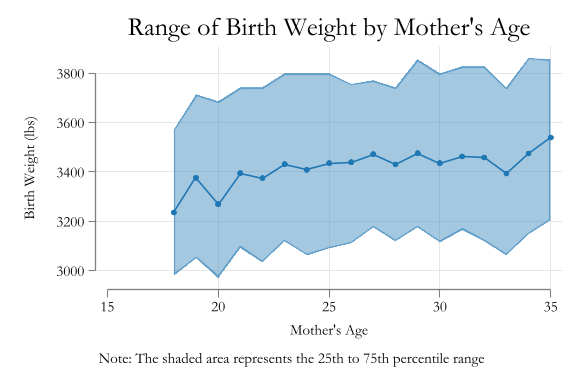 Range of Birth Weight by Mother's Age
Birth Weight (lbs)
3800
3600
3400
3200
3000
15 20 25 30 35
Mother's Age
Note: The shaded area represents the 25th to 75th percentile range